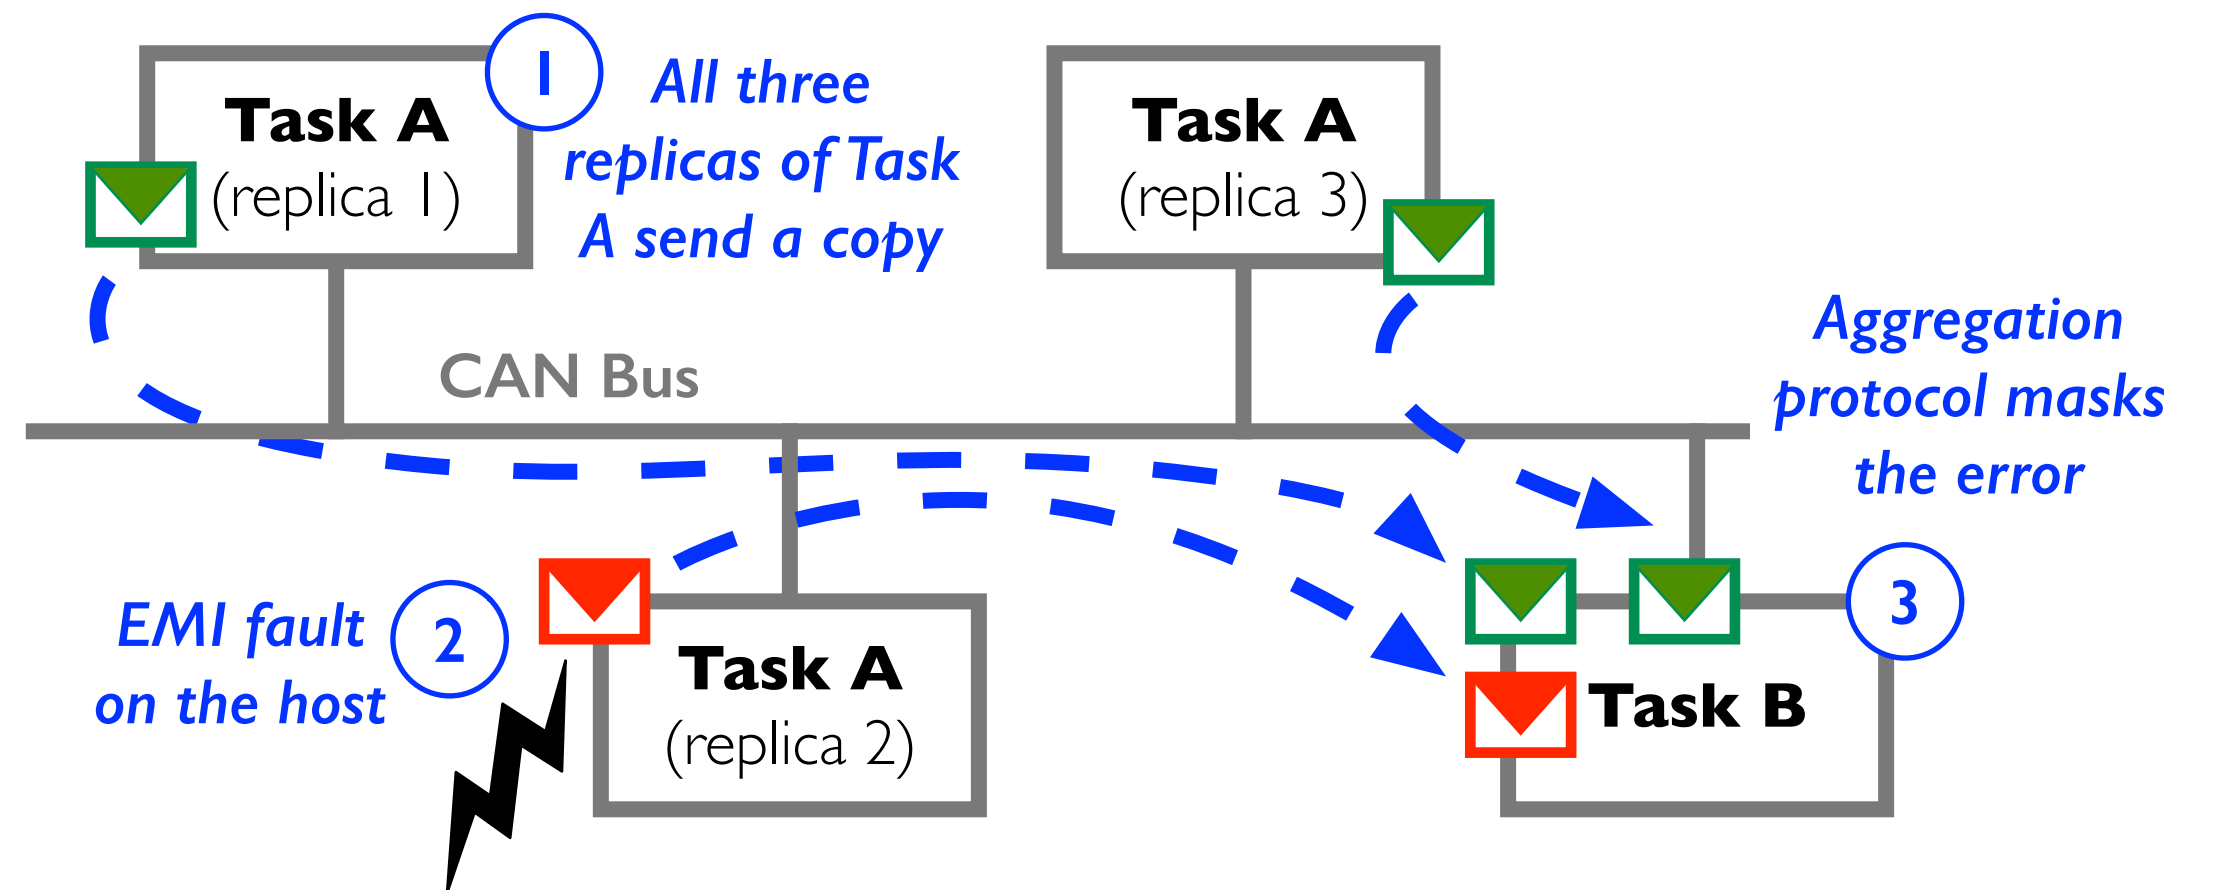 Task A
(replica 1)
1
All three
replicas of Task
A send a copy
Task A
(replica 3)
CAN Bus
Aggregation
protocol masks
the error
EMI fault
on the host
2
Task A
(replica 2)
3
Task B